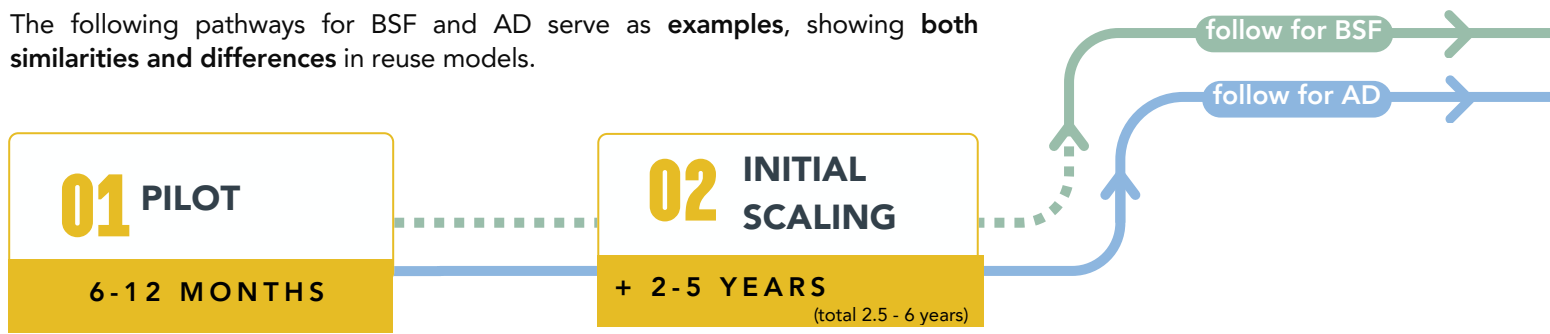 The following pathways for BSF and AD serve as examples, showing both
similarities and differences in reuse models.
follow for BSF
follow for AD
01 PILOT
6-12 MONTHS
02 INITIAL
SCALING
+ 2-5 YEARS
(total 2.5 - 6 years)